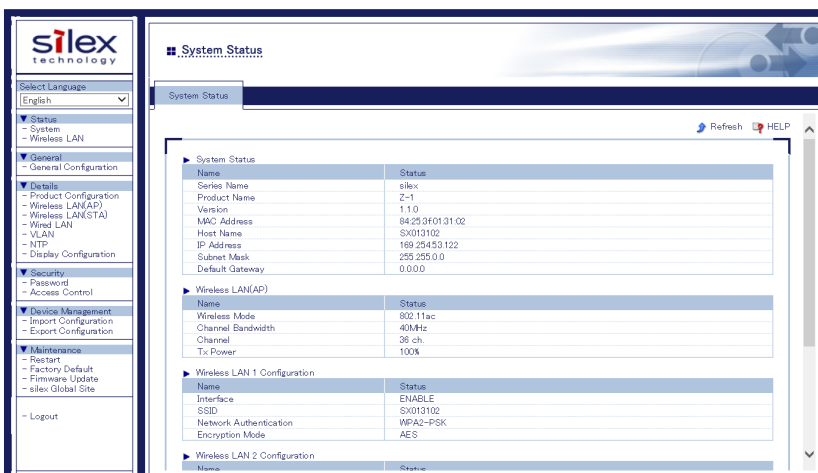 silex
technology
Select Language
English
▼ Status
- System
- Wireless LAN
▼ General
- General Configuration
▼ Details
- Product Configuration
- Wireless LAN(AP)
- Wireless LAN(STA)
- Wired LAN
- VLAN
- NTP
- Display Configuration
▼ Security
- Password
- Access Control
▼ Device Management
- Import Configuration
- Export Configuration
▼ Maintenance
- Restart
- Factory Default
- Firmware Update
- silex Global Site
- Logout
System Status
System Status
Refresh HELP
System Status
Name Status
Series Name silex
Product Name Z-1
Version 1.1.0
MAC Address 84:25:3f:01:31:02
Host Name SX013102
IP Address 169.254.53.122
Subnet Mask 255.255.0.0
Default Gateway 0.0.0.0
Wireless LAN(AP)
Name Status
Wireless Mode 802.11ac
Channel Bandwidth 40MHz
Channel 36 ch.
Tx Power 100%
Wireless LAN 1 Configuration
Name Status
Interface ENABLE
SSID SX013102
Network Authentication WPA2-PSK
Encryption Mode AES
Wireless LAN 2 Configuration
Name Status